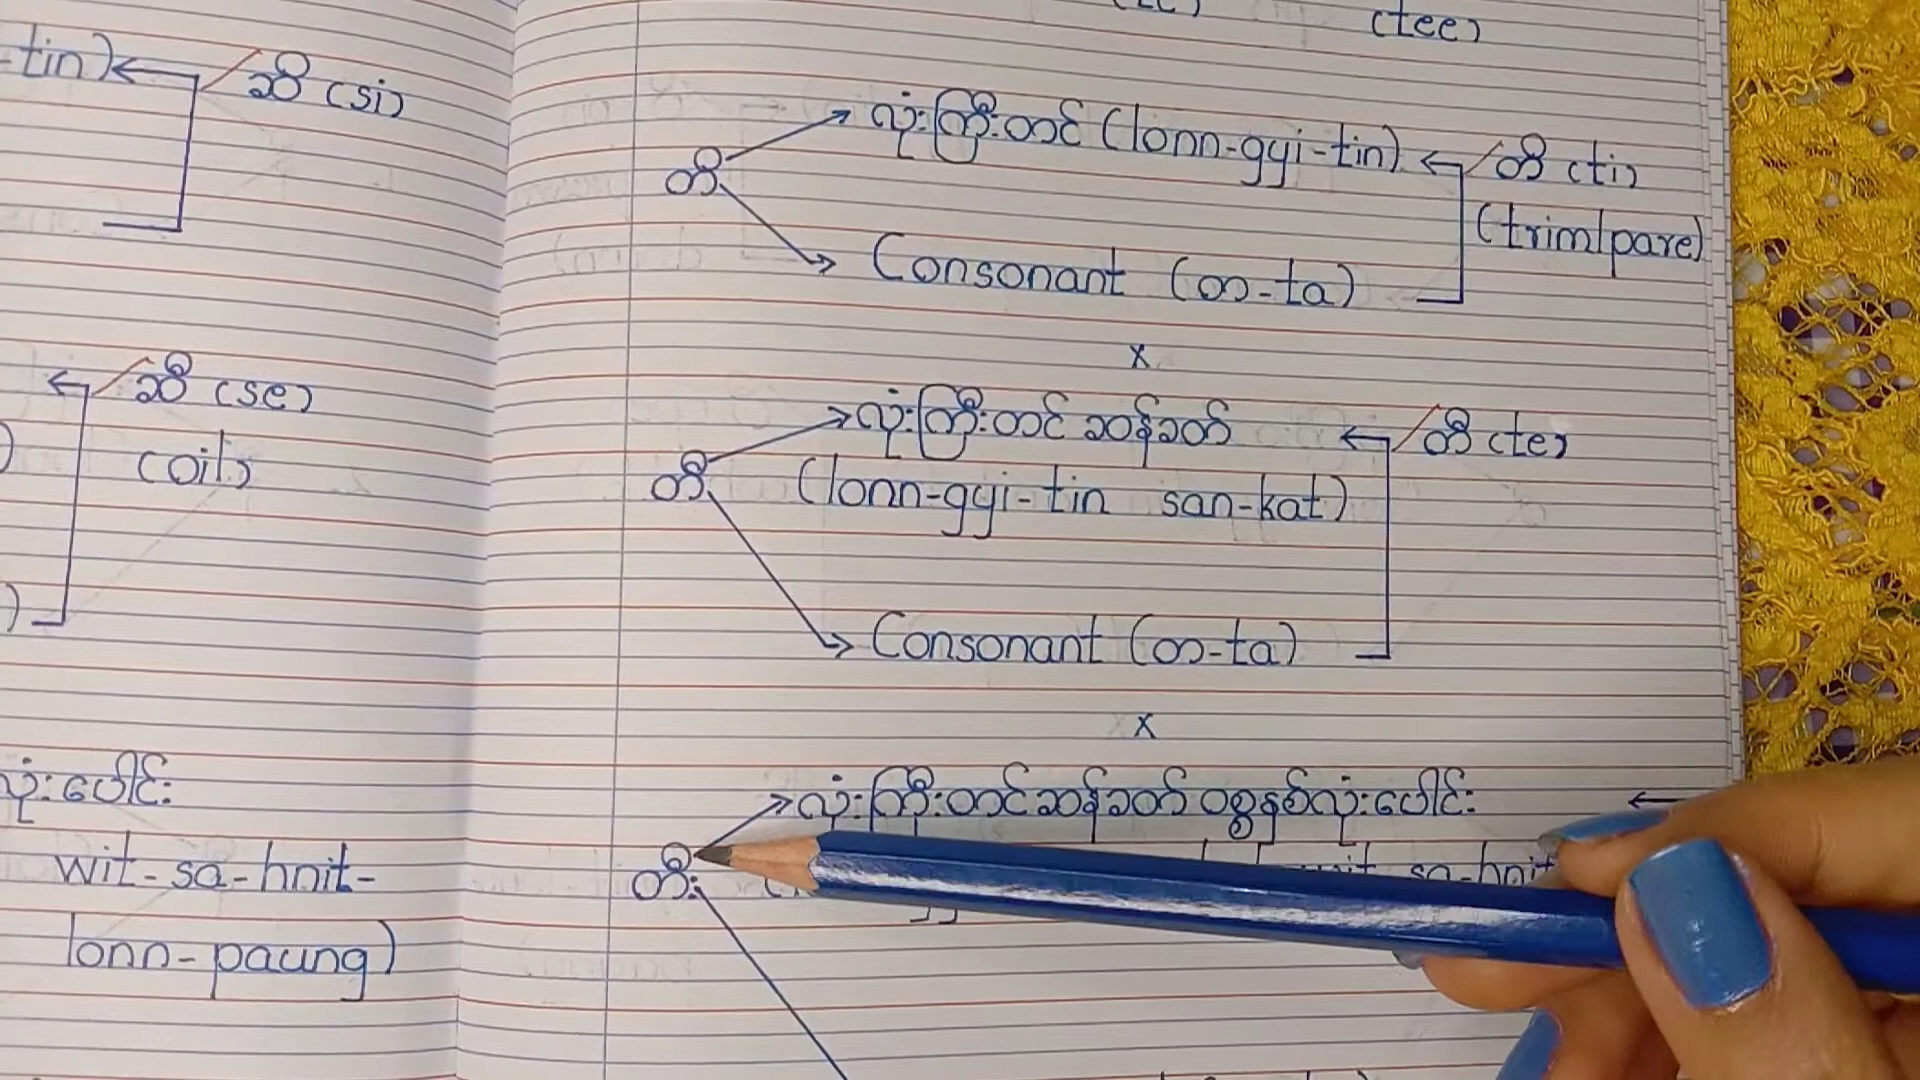 tin)
ဆိ (si)
ဆီ (se)
(oil)
လုံးပေါင်း
wit-sa-hnit-
lonn-paung)
(tee)
တိ
လုံးကြီးတင် (lonn-gyi-tin)
တိ (ti)
(trim/pare)
Consonant (တ-ta)
x
တီ
လုံးကြီးတင် ဆန်ခတ်
တီ (te)
(lonn-gyi-tin san-kat)
Consonant (တ-ta)
x
လုံးကြီးတင်ဆန်ခတ် ဝစ္စနှစ်လုံးပေါင်း
တီး